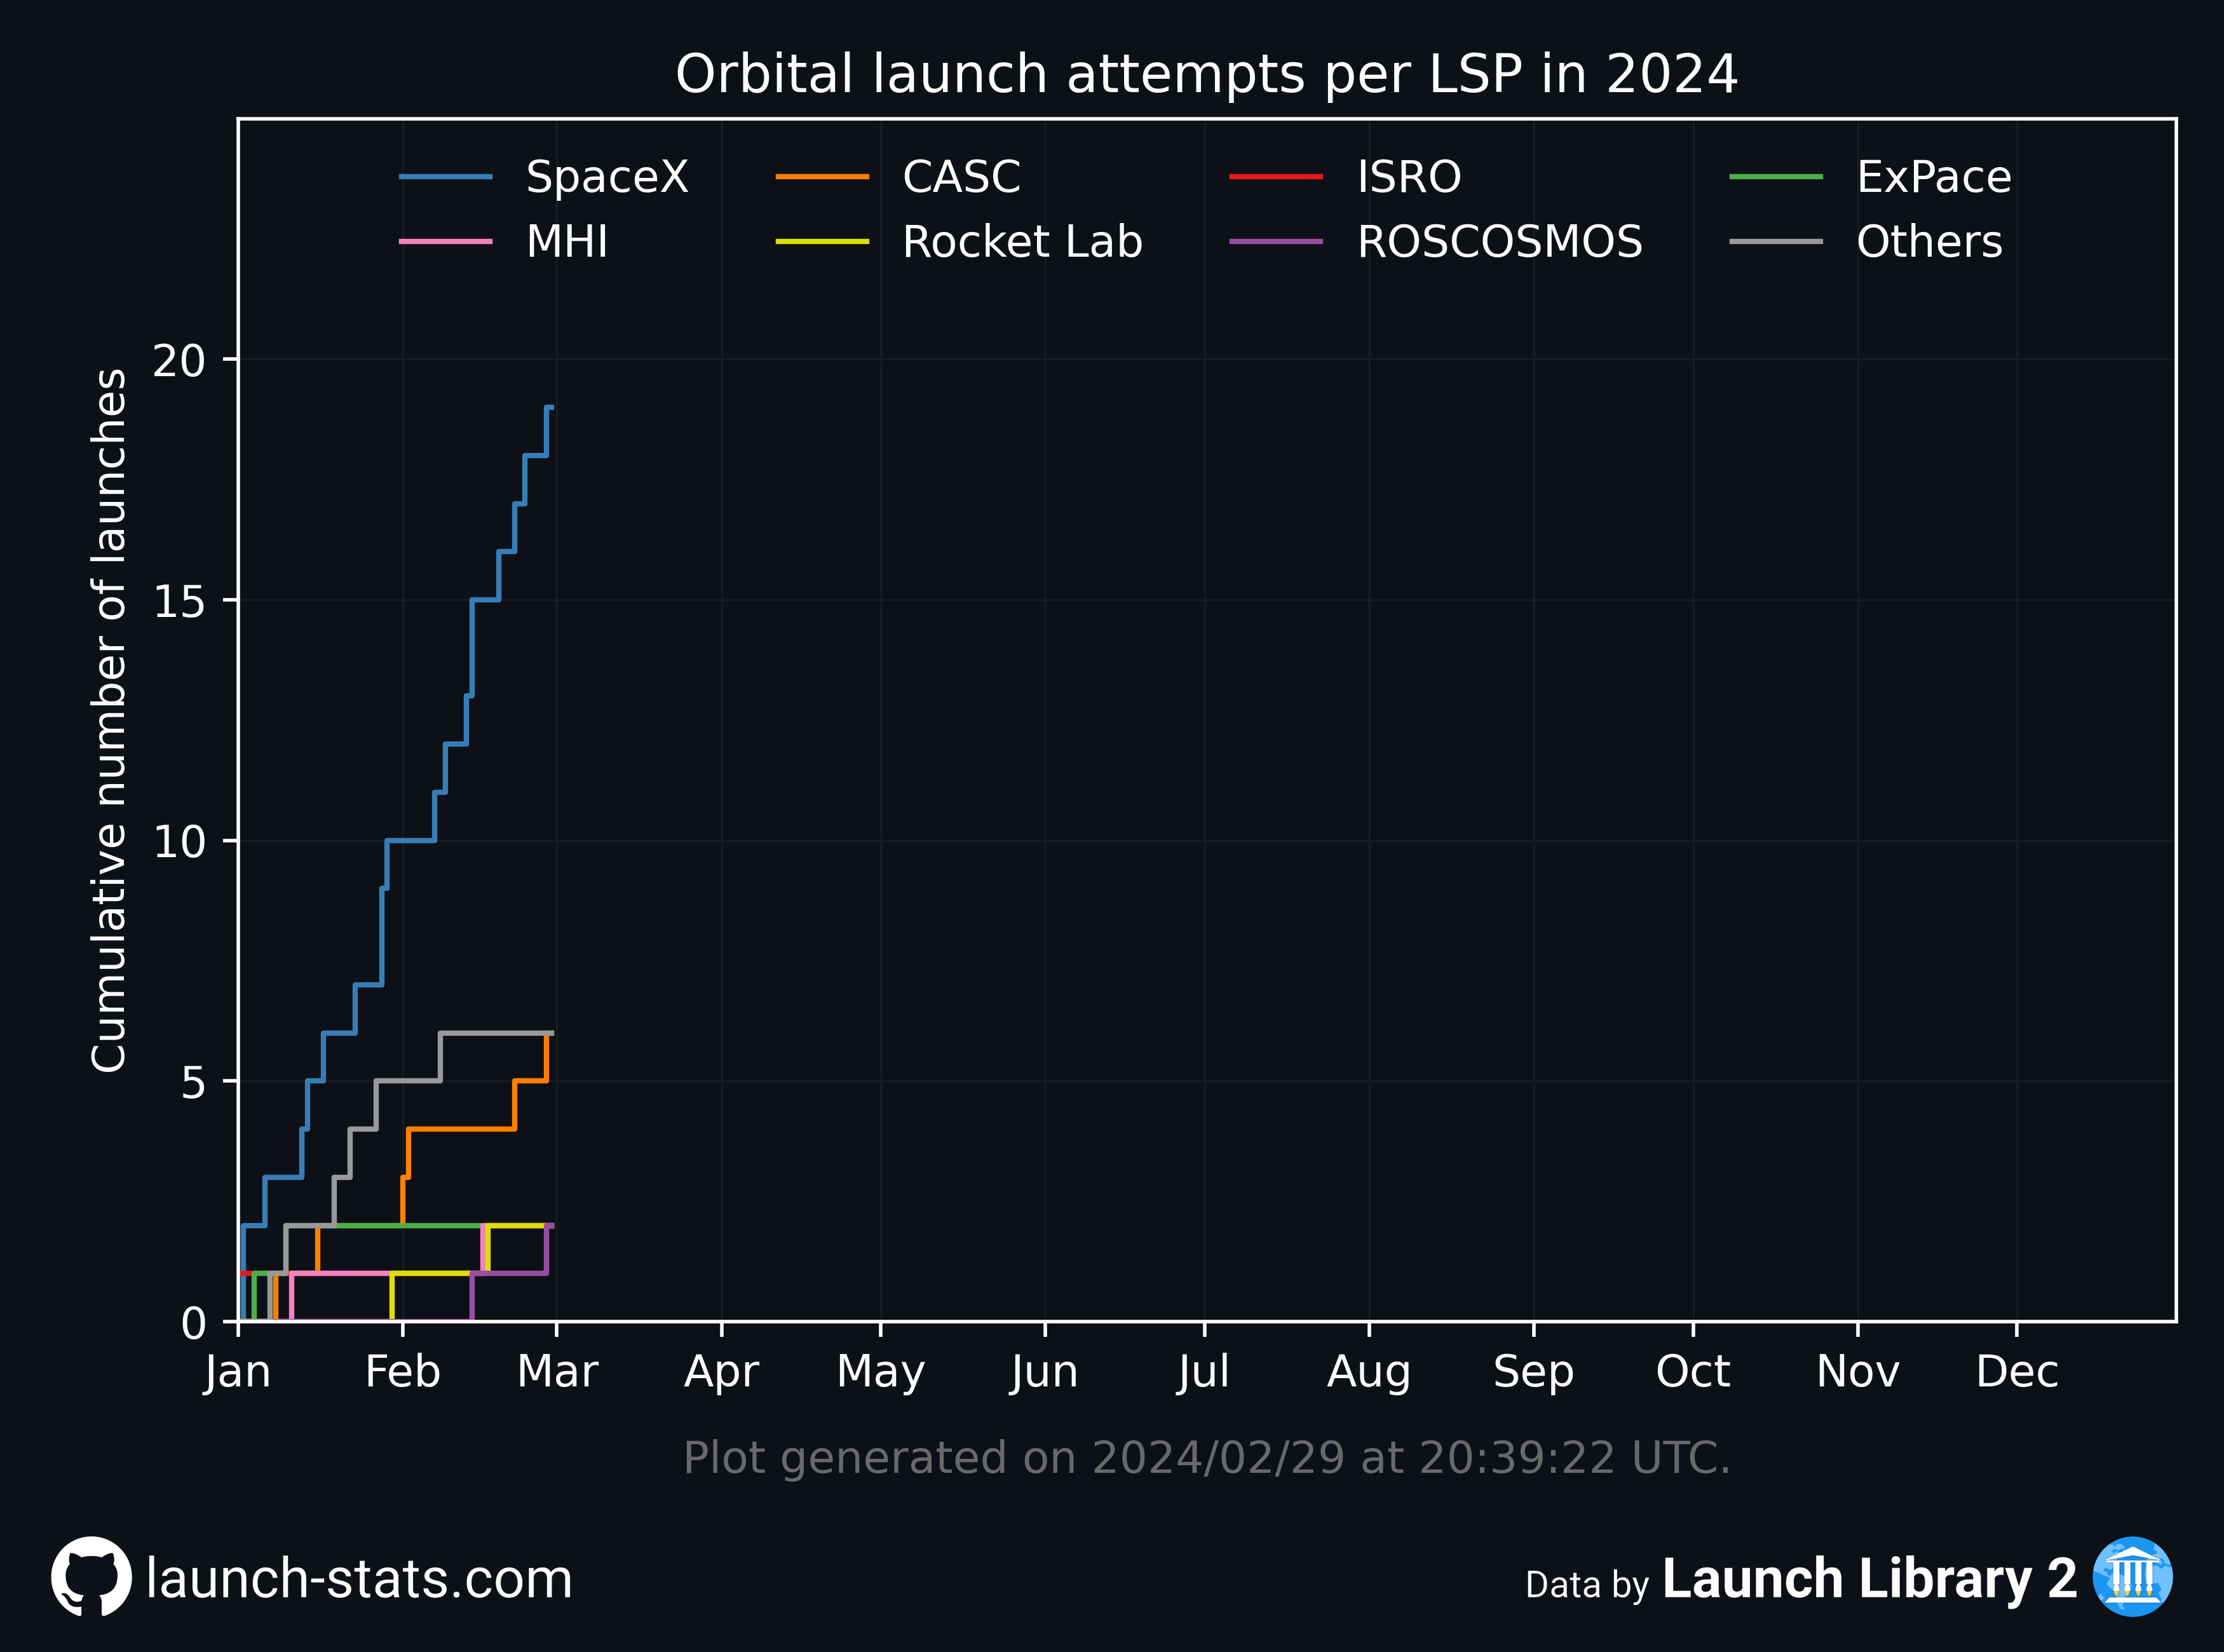 Orbital launch attempts per LSP in 2024
SpaceX CASC ISRO ExPace
MHI Rocket Lab ROSCOSMOS Others
Cumulative number of launches
20
15
10
5
0
Jan Feb Mar Apr May Jun Jul Aug Sep Oct Nov Dec
Plot generated on 2024/02/29 at 20:39:22 UTC.
launch-stats.com
Data by Launch Library 2